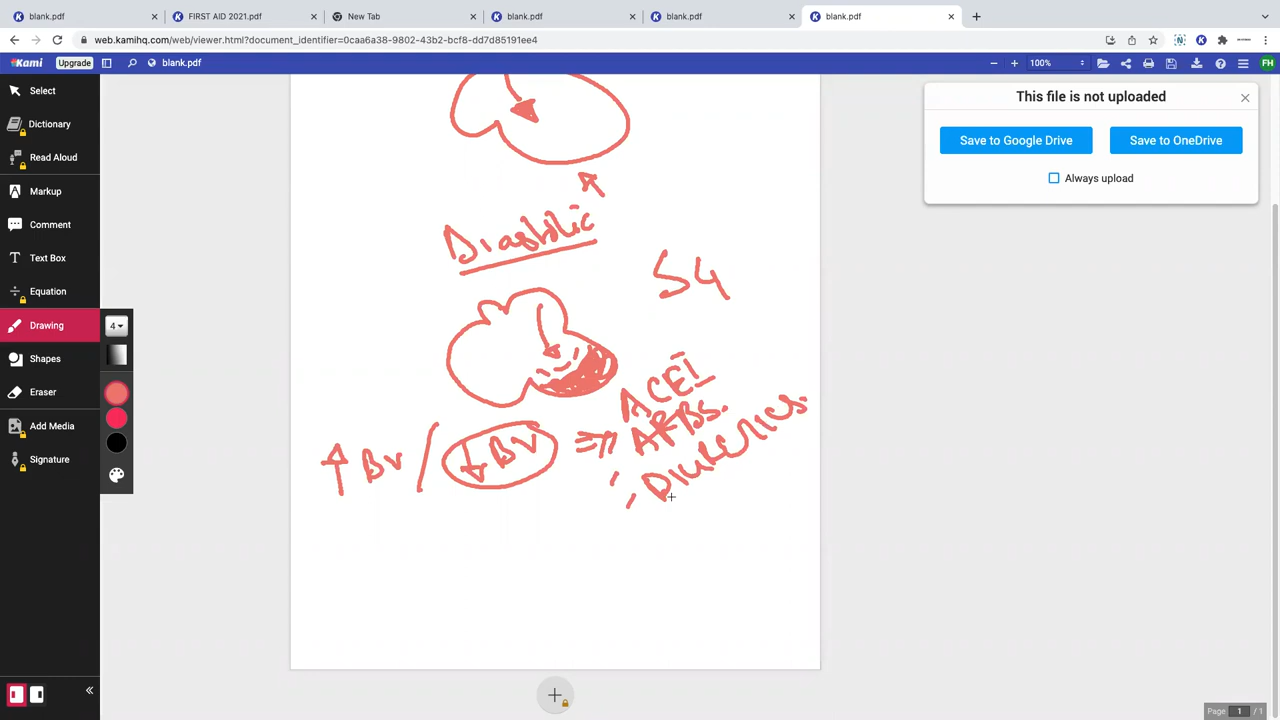 blank.pdf
FIRST AID 2021.pdf
New Tab
blank.pdf
blank.pdf
blank.pdf
web.kamihq.com/web/viewer.html?document_identifier=0caa6a38-9802-43b2-bcf8-dd7d85191ee4
Kami
Upgrade
blank.pdf
100%
FH
Select
Dictionary
Read Aloud
Markup
Comment
Text Box
Equation
Drawing
4
Shapes
Eraser
Add Media
Signature
This file is not uploaded
Save to Google Drive
Save to OneDrive
Always upload
Diastolic
S4
ACEI
↑ BV / ↓ BV ⇒ ARBs.
Diuretics.
Page: 1 / 1